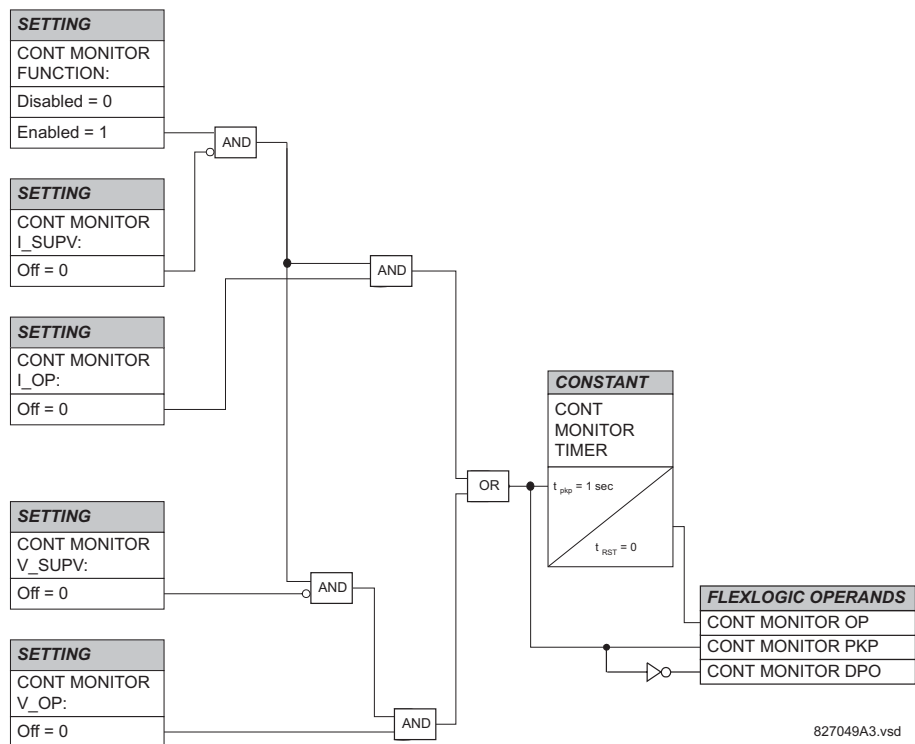 SETTING
CONT MONITOR
FUNCTION:
Disabled = 0
Enabled = 1
AND
SETTING
CONT MONITOR
I_SUPV:
Off = 0
AND
SETTING
CONT MONITOR
I_OP:
Off = 0
CONSTANT
CONT
MONITOR
TIMER
t pkp = 1 sec
t RST = 0
OR
SETTING
CONT MONITOR
V_SUPV:
Off = 0
AND
FLEXLOGIC OPERANDS
CONT MONITOR OP
CONT MONITOR PKP
CONT MONITOR DPO
SETTING
CONT MONITOR
V_OP:
Off = 0
AND
827049A3.vsd